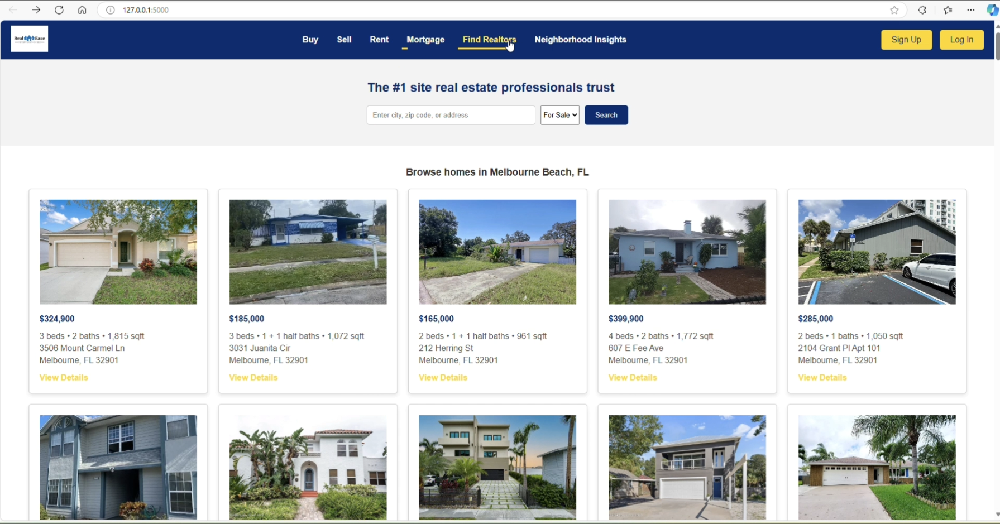 127.0.0.1:5000
Real Ease
Buy Sell Rent Mortgage Find Realtors Neighborhood Insights
Sign Up Log In
The #1 site real estate professionals trust
Enter city, zip code, or address For Sale Search
Browse homes in Melbourne Beach, FL
$324,900
3 beds • 2 baths • 1,815 sqft
3506 Mount Carmel Ln
Melbourne, FL 32901
View Details
$185,000
3 beds • 1 + 1 half baths • 1,072 sqft
3031 Juanita Cir
Melbourne, FL 32901
View Details
$165,000
2 beds • 1 + 1 half baths • 961 sqft
212 Herring St
Melbourne, FL 32901
View Details
$399,900
4 beds • 2 baths • 1,772 sqft
607 E Fee Ave
Melbourne, FL 32901
View Details
$285,000
2 beds • 1 baths • 1,050 sqft
2104 Grant Pl Apt 101
Melbourne, FL 32901
View Details